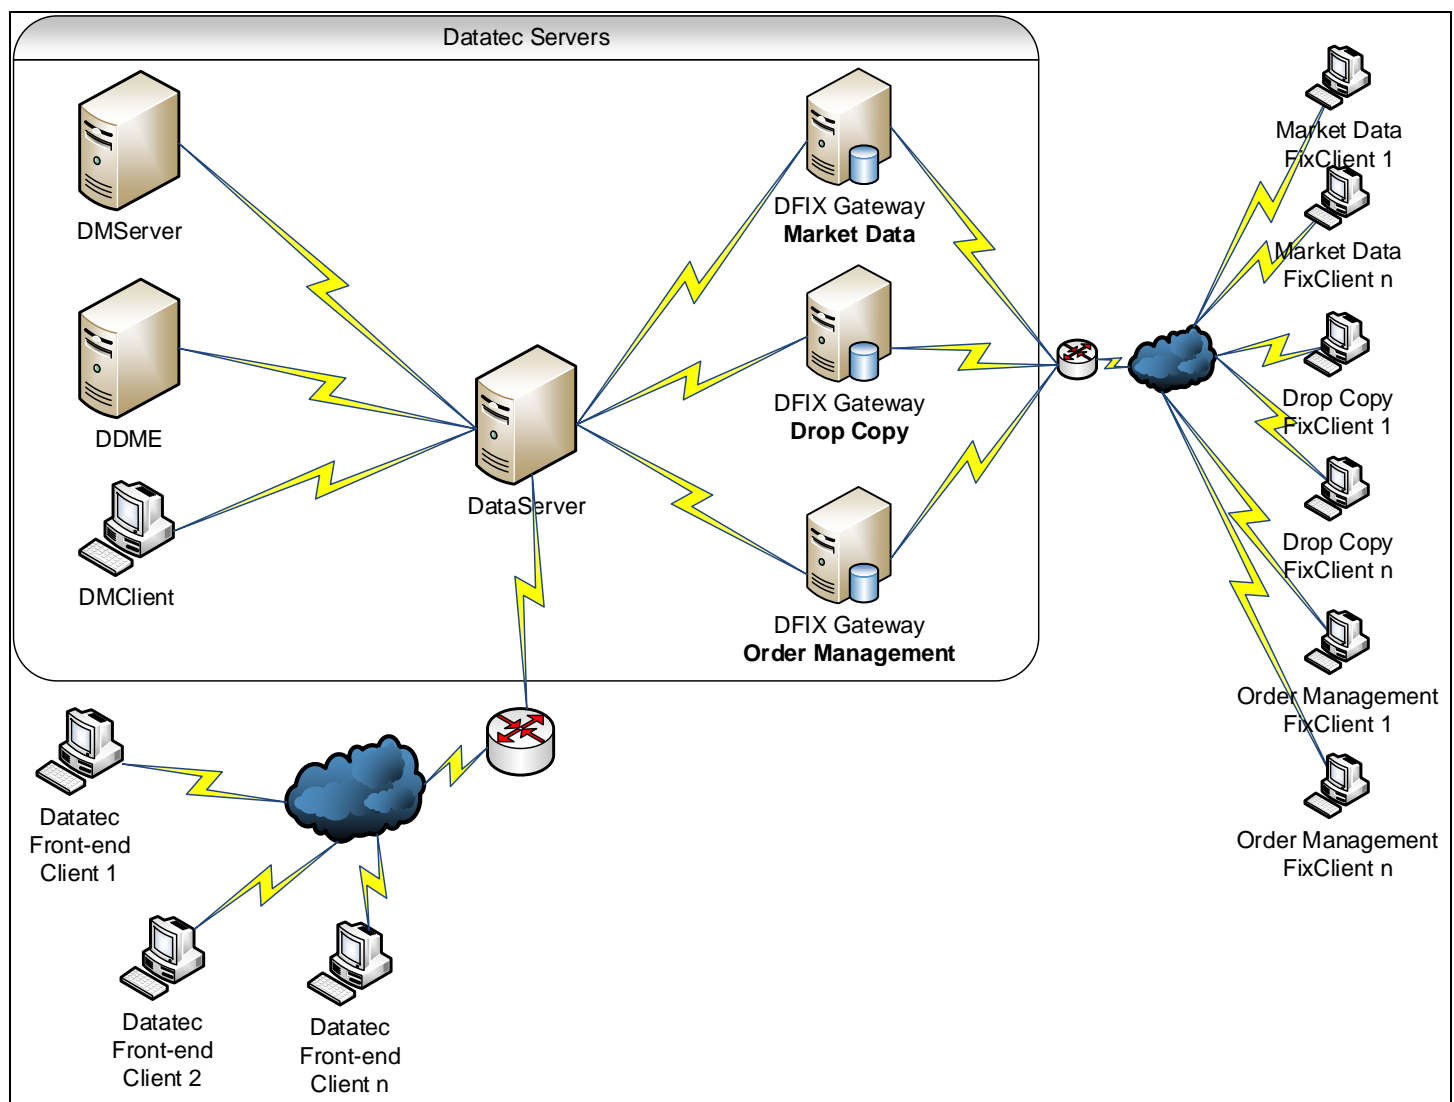 Datatec Servers
DMServer
DDME
DMClient
DataServer
DFIX Gateway
Market Data
DFIX Gateway
Drop Copy
DFIX Gateway
Order Management
Market Data
FixClient 1
Market Data
FixClient n
Drop Copy
FixClient 1
Drop Copy
FixClient n
Order Management
FixClient 1
Order Management
FixClient n
Datatec
Front-end
Client 1
Datatec
Front-end
Client 2
Datatec
Front-end
Client n